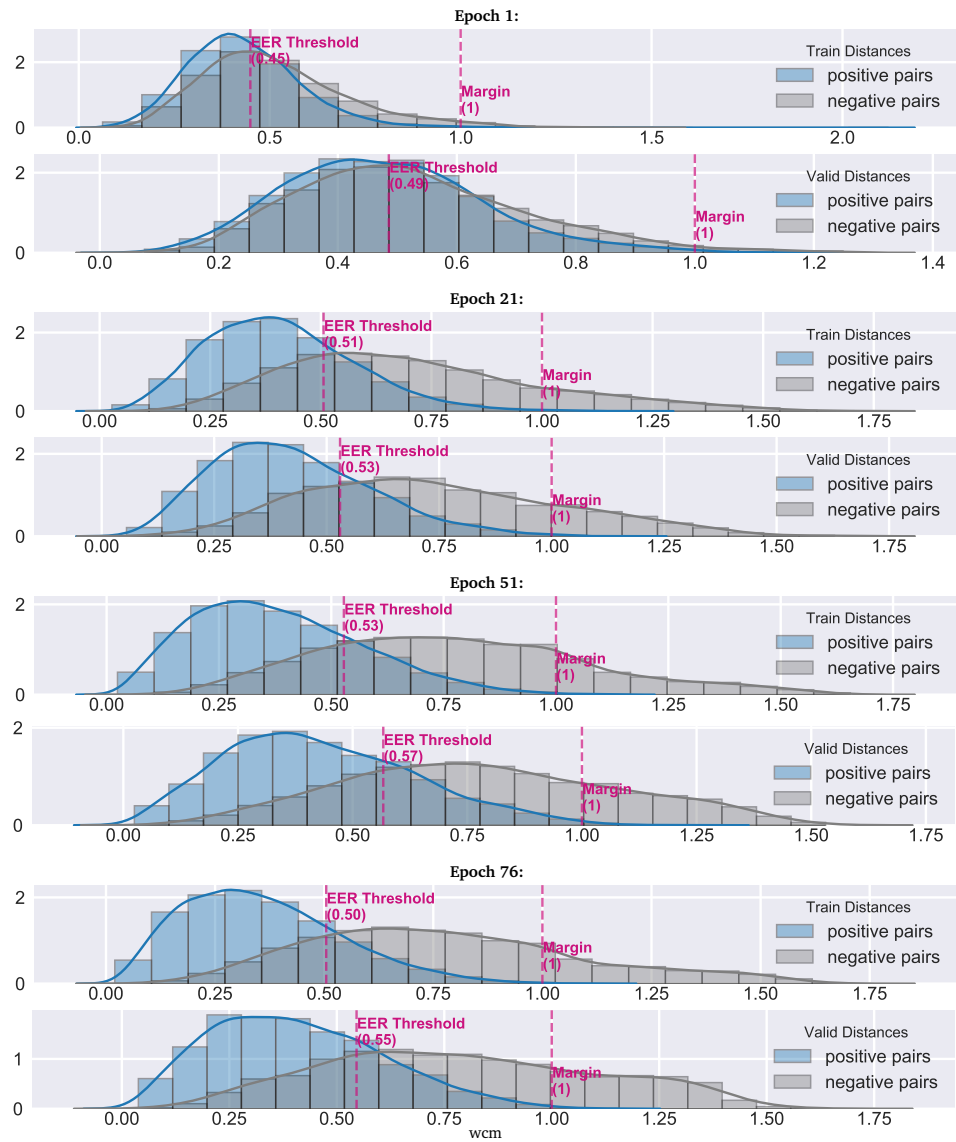 Epoch 1:
EER Threshold
(0.45)
Margin
(1)
Train Distances
positive pairs
negative pairs
2
0
0.0 0.5 1.0 1.5 2.0
EER Threshold
(0.49)
Margin
(1)
Valid Distances
positive pairs
negative pairs
2
0
0.0 0.2 0.4 0.6 0.8 1.0 1.2 1.4
Epoch 21:
EER Threshold
(0.51)
Margin
(1)
Train Distances
positive pairs
negative pairs
2
0
0.00 0.25 0.50 0.75 1.00 1.25 1.50 1.75
EER Threshold
(0.53)
Margin
(1)
Valid Distances
positive pairs
negative pairs
2
0
0.00 0.25 0.50 0.75 1.00 1.25 1.50 1.75
Epoch 51:
EER Threshold
(0.53)
Margin
(1)
Train Distances
positive pairs
negative pairs
2
0
0.00 0.25 0.50 0.75 1.00 1.25 1.50 1.75
EER Threshold
(0.57)
Margin
(1)
Valid Distances
positive pairs
negative pairs
2
0
0.00 0.25 0.50 0.75 1.00 1.25 1.50 1.75
Epoch 76:
EER Threshold
(0.50)
Margin
(1)
Train Distances
positive pairs
negative pairs
2
0
0.00 0.25 0.50 0.75 1.00 1.25 1.50 1.75
EER Threshold
(0.55)
Margin
(1)
Valid Distances
positive pairs
negative pairs
1
0
0.00 0.25 0.50 0.75 1.00 1.25 1.50 1.75
wcm